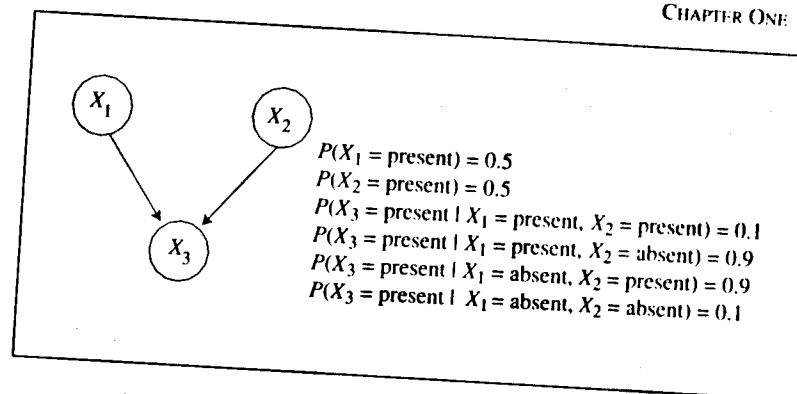 CHAPTER ONE
X1
X2
P(X1 = present) = 0.5
P(X2 = present) = 0.5
P(X3 = present | X1 = present, X2 = present) = 0.1
P(X3 = present | X1 = present, X2 = absent) = 0.9
P(X3 = present | X1 = absent, X2 = present) = 0.9
P(X3 = present | X1 = absent, X2 = absent) = 0.1
X3